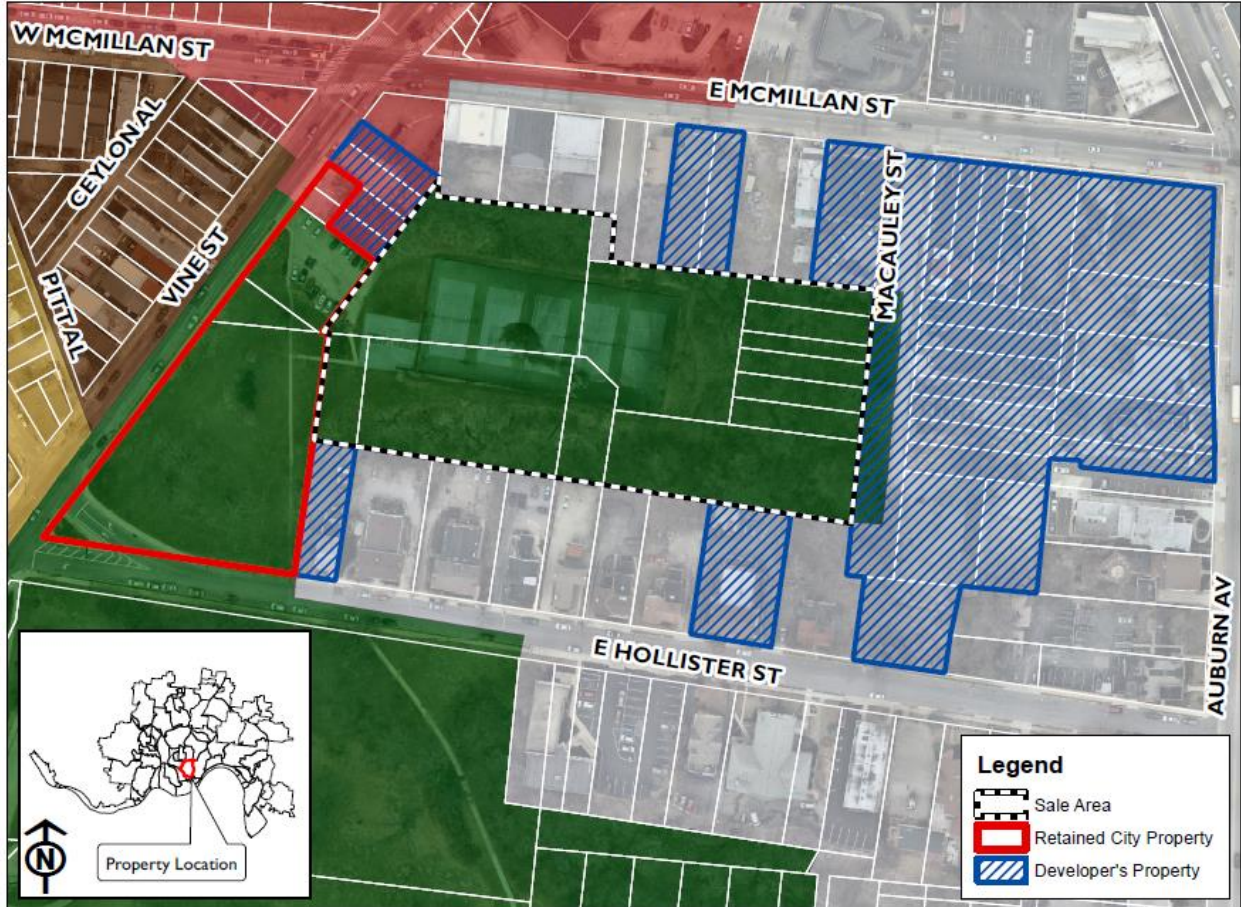 W MCMILLAN ST
E MCMILLAN ST
CEYLON AL
VINE ST
PITT AL
MACAULEY ST
E HOLLISTER ST
AUBURN AV
N
Property Location
Legend
Sale Area
Retained City Property
Developer's Property